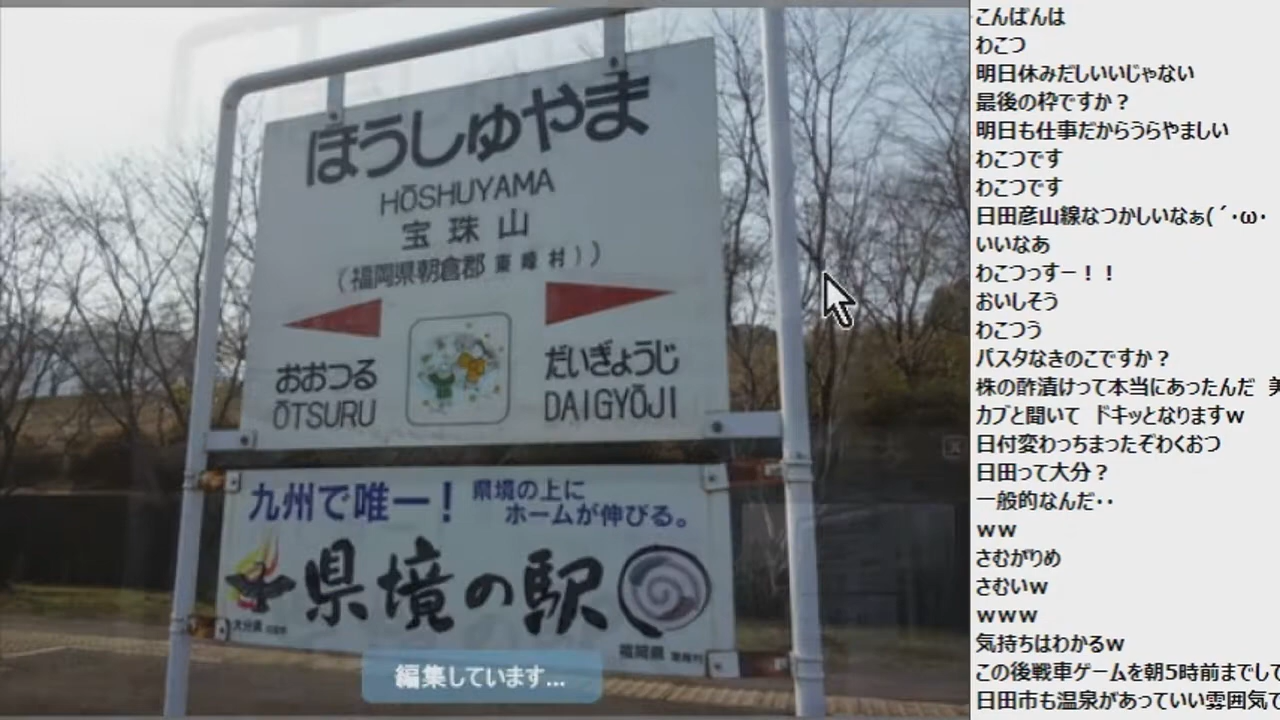 ほうしゅやま
HŌSHUYAMA
宝珠山
(福岡県朝倉郡東峰村))
おおつる
ŌTSURU
だいぎょうじ
DAIGYŌJI
九州で唯一!
県境の上に
ホームが伸びる。
県境の駅
大分県
福岡県
編集しています...
こんばんは
わこつ
明日休みだしいいじゃない
最後の枠ですか？
明日も仕事だからうらやましい
わこつです
わこつです
日田彦山線なつかしいなぁ(´･ω･
いいなあ
わこつっすー！！
おいしそう
わこつう
パスタなきのこですか？
株の酢漬けって本当にあったんだ
カブと聞いて ドキッとなりますｗ
日付変わっちまったぞわくおつ
日田って大分？
一般的なんだ‥
ｗｗ
さむがりめ
さむいｗ
ｗｗｗ
気持ちはわかるｗ
この後戦車ゲームを朝5時前までして
日田市も温泉があっていい雰囲気で